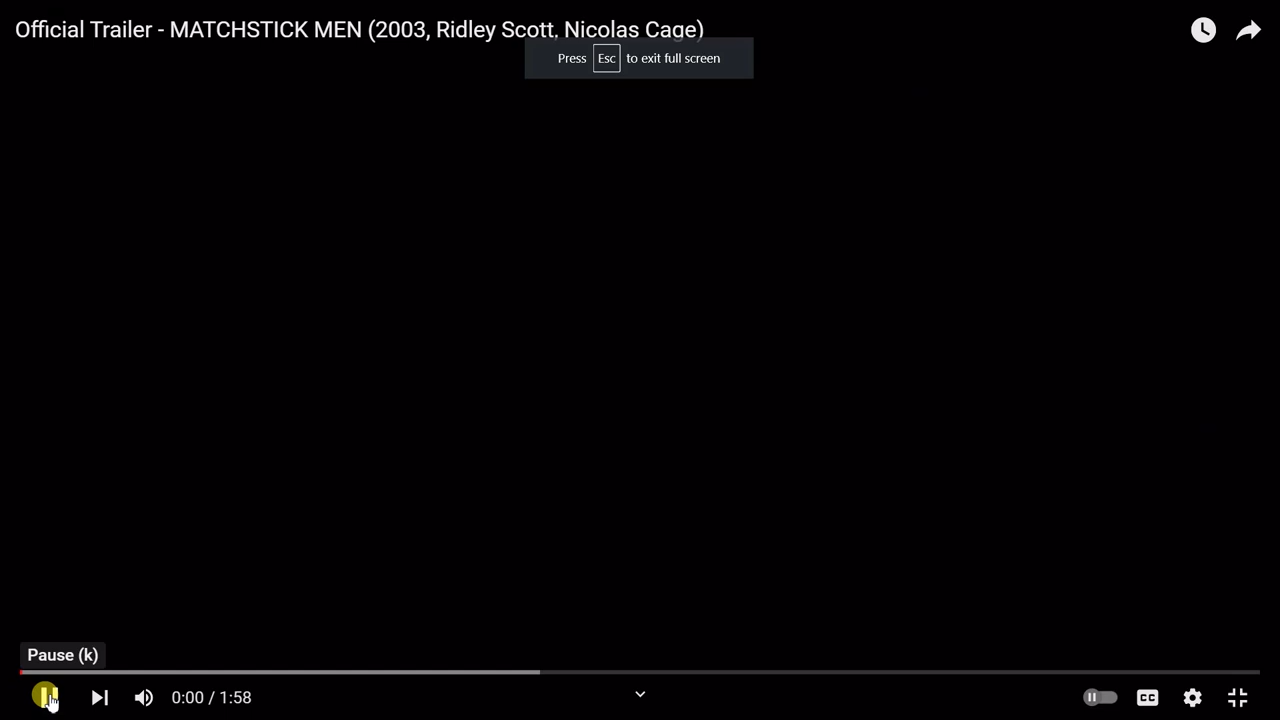 Official Trailer - MATCHSTICK MEN (2003, Ridley Scott, Nicolas Cage)
Press Esc to exit full screen
Pause (k)
0:00 / 1:58
CC